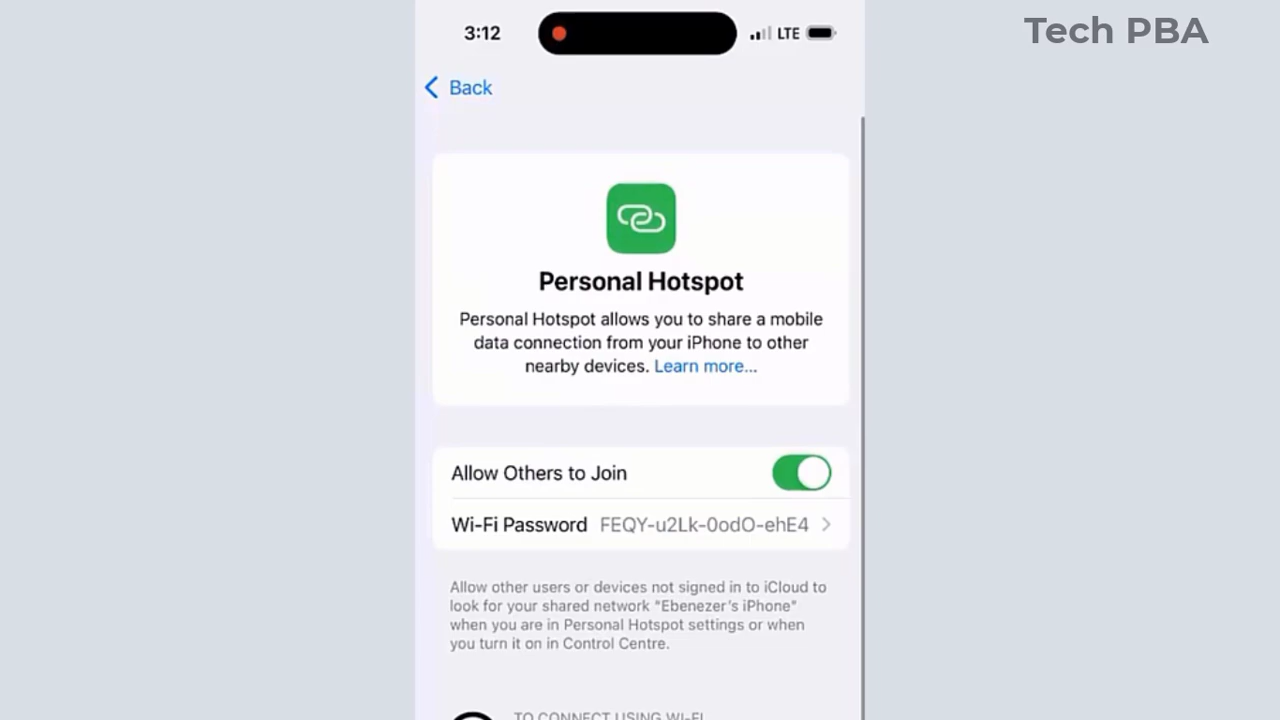 Tech PBA
3:12
LTE
Back
Personal Hotspot
Personal Hotspot allows you to share a mobile
data connection from your iPhone to other
nearby devices. Learn more...
Allow Others to Join
Wi-Fi Password FEQY-u2Lk-0odO-ehE4
Allow other users or devices not signed in to iCloud to
look for your shared network "Ebenezer's iPhone"
when you are in Personal Hotspot settings or when
you turn it on in Control Centre.
TO CONNECT USING WI-FI